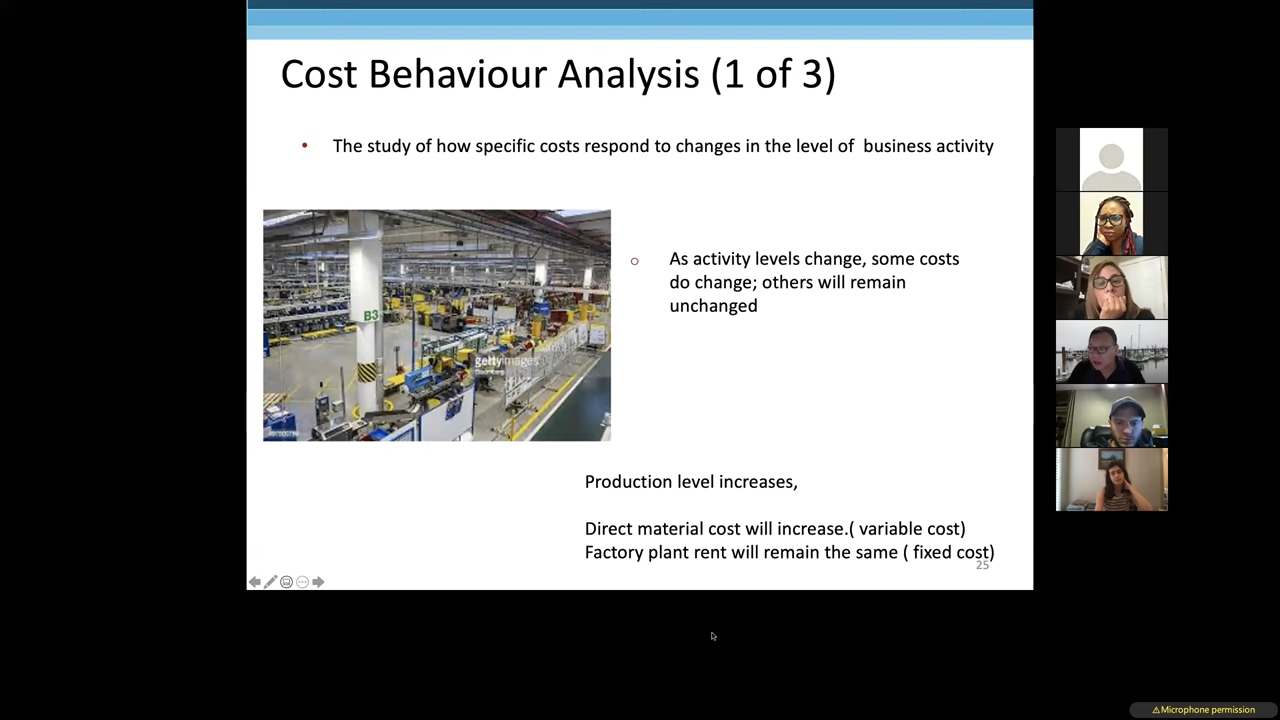 Cost Behaviour Analysis (1 of 3)
• The study of how specific costs respond to changes in the level of  business activity
B3
gettyimages
Bloomberg
o As activity levels change, some costs
do change; others will remain
unchanged
Production level increases,
Direct material cost will increase.( variable cost)
Factory plant rent will remain the same ( fixed cost)
25
⚠Microphone permission